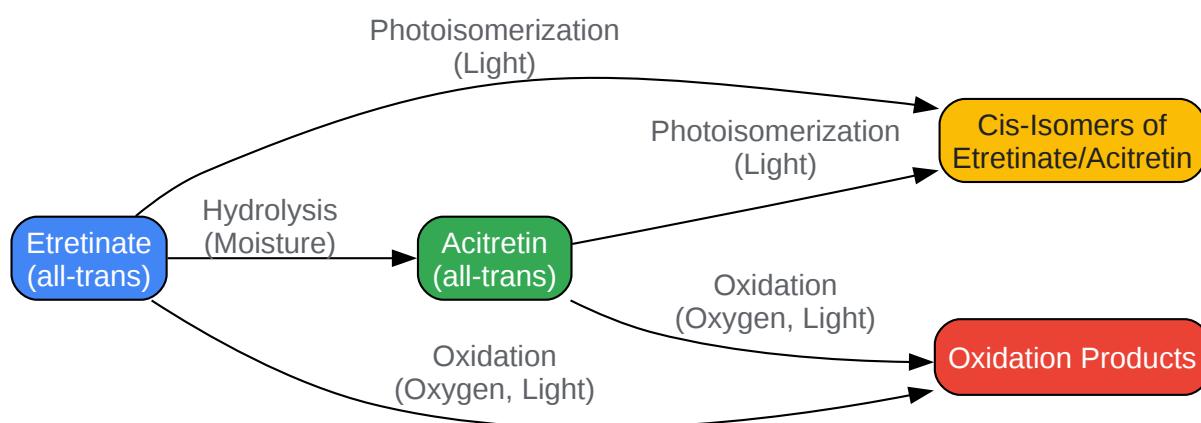 Photoisomerization
(Light)
Cis-Isomers of
Etretinate/Acitretin
Photoisomerization
(Light)
Hydrolysis
(Moisture)
Etretinate
(all-trans)
Acitretin
(all-trans)
Oxidation
(Oxygen, Light)
Oxidation Products
Oxidation
(Oxygen, Light)